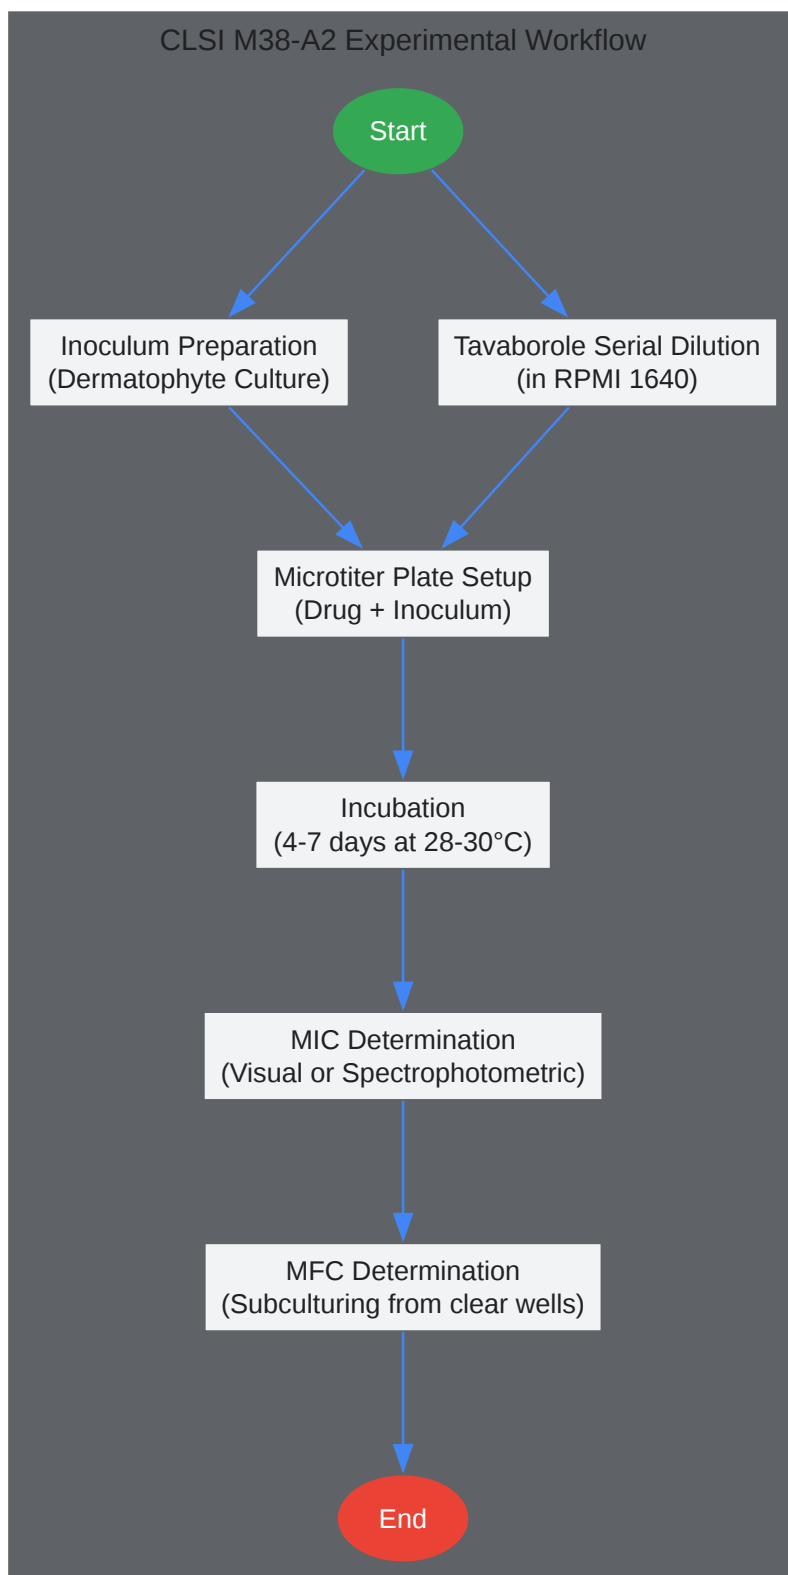 CLSI M38-A2 Experimental Workflow
Start
Inoculum Preparation
(Dermatophyte Culture)
Tavaborole Serial Dilution
(in RPMI 1640)
Microtiter Plate Setup
(Drug + Inoculum)
Incubation
(4-7 days at 28-30°C)
MIC Determination
(Visual or Spectrophotometric)
MFC Determination
(Subculturing from clear wells)
End